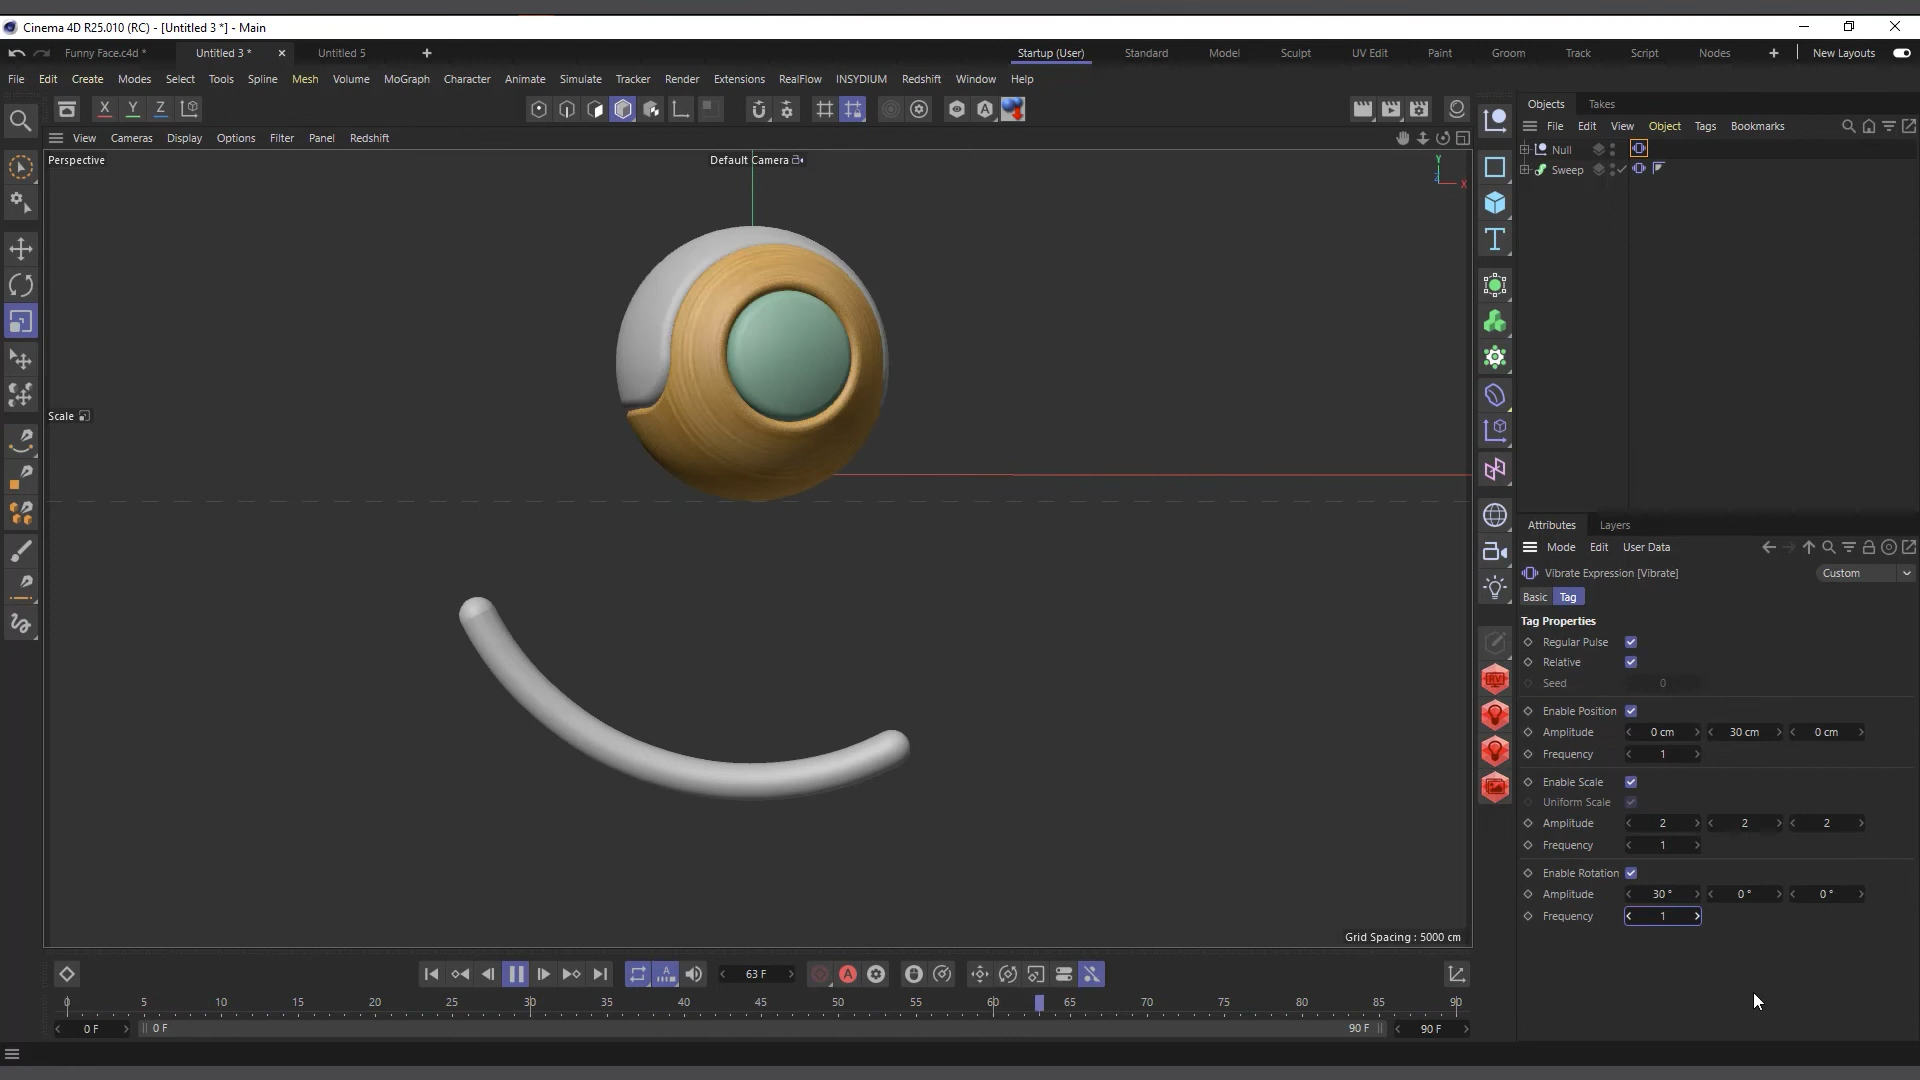 Cinema 4D R25.010 (RC) - [Untitled 3 *] - Main
Funny Face.c4d *
Untitled 3 *
Untitled 5
Startup (User)
Standard
Model
Sculpt
UV Edit
Paint
Groom
Track
Script
Nodes
New Layouts
File Edit Create Modes Select Tools Spline Mesh Volume MoGraph Character Animate Simulate Tracker Render Extensions RealFlow INSYDIUM Redshift Window Help
X Y Z
View Cameras Display Options Filter Panel Redshift
Perspective
Default Camera
Y
Z
X
Scale
Grid Spacing : 5000 cm
Objects Takes
File Edit View Object Tags Bookmarks
Null
Sweep
Attributes Layers
Mode Edit User Data
Vibrate Expression [Vibrate]
Custom
Basic Tag
Tag Properties
Regular Pulse
Relative
Seed 0
Enable Position
Amplitude 0 cm 30 cm 0 cm
Frequency 1
Enable Scale
Uniform Scale
Amplitude 2 2 2
Frequency 1
Enable Rotation
Amplitude 30 ° 0 ° 0 °
Frequency 1
RV
A
63 F
A
0 5 10 15 20 25 30 35 40 45 50 55 60 65 70 75 80 85 90
0 F
0 F
90 F
90 F